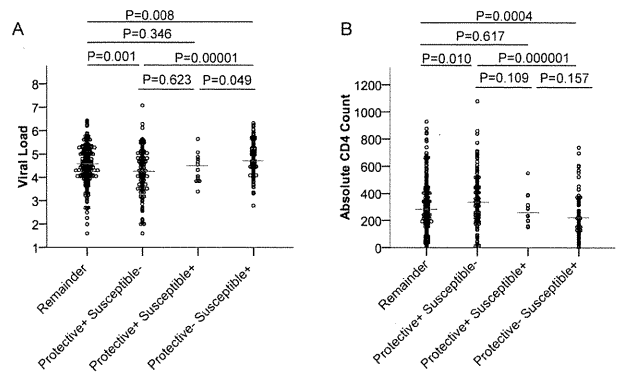 A
P=0.008
P=0.346
P=0.001 P=0.00001
P=0.623 P=0.049
Viral Load
8
7
6
5
4
3
2
1
Remainder
Protective+ Susceptible-
Protective+ Susceptible+
Protective- Susceptible+
B
P=0.0004
P=0.617
P=0.010 P=0.000001
P=0.109 P=0.157
Absolute CD4 Count
1200
1000
800
600
400
200
0
Remainder
Protective+ Susceptible-
Protective+ Susceptible+
Protective- Susceptible+